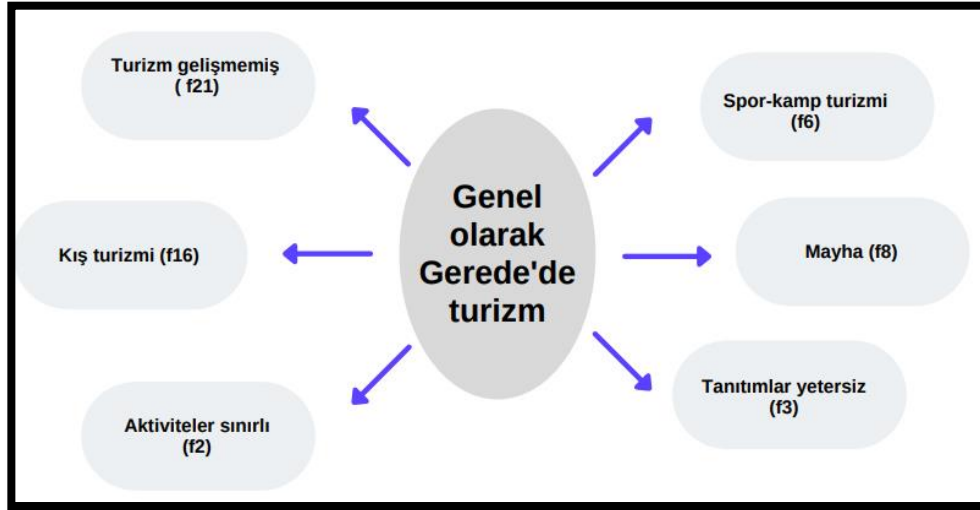 Turizm gelişmemiş
( f21)
Spor-kamp turizmi
(f6)
Genel
olarak
Gerede'de
turizm
Kış turizmi (f16)
Mayha (f8)
Aktiviteler sınırlı
(f2)
Tanıtımlar yetersiz
(f3)